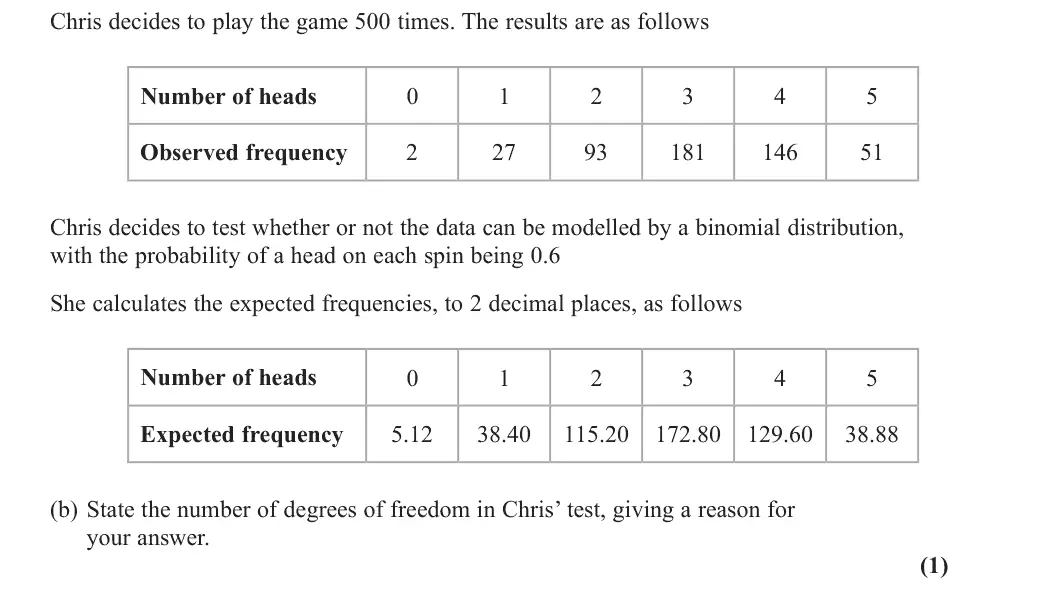 Chris decides to play the game 500 times. The results are as follows
Number of heads 0 1 2 3 4 5
Observed frequency 2 27 93 181 146 51
Chris decides to test whether or not the data can be modelled by a binomial distribution,
with the probability of a head on each spin being 0.6
She calculates the expected frequencies, to 2 decimal places, as follows
Number of heads 0 1 2 3 4 5
Expected frequency 5.12 38.40 115.20 172.80 129.60 38.88
(b) State the number of degrees of freedom in Chris’ test, giving a reason for
your answer.
(1)